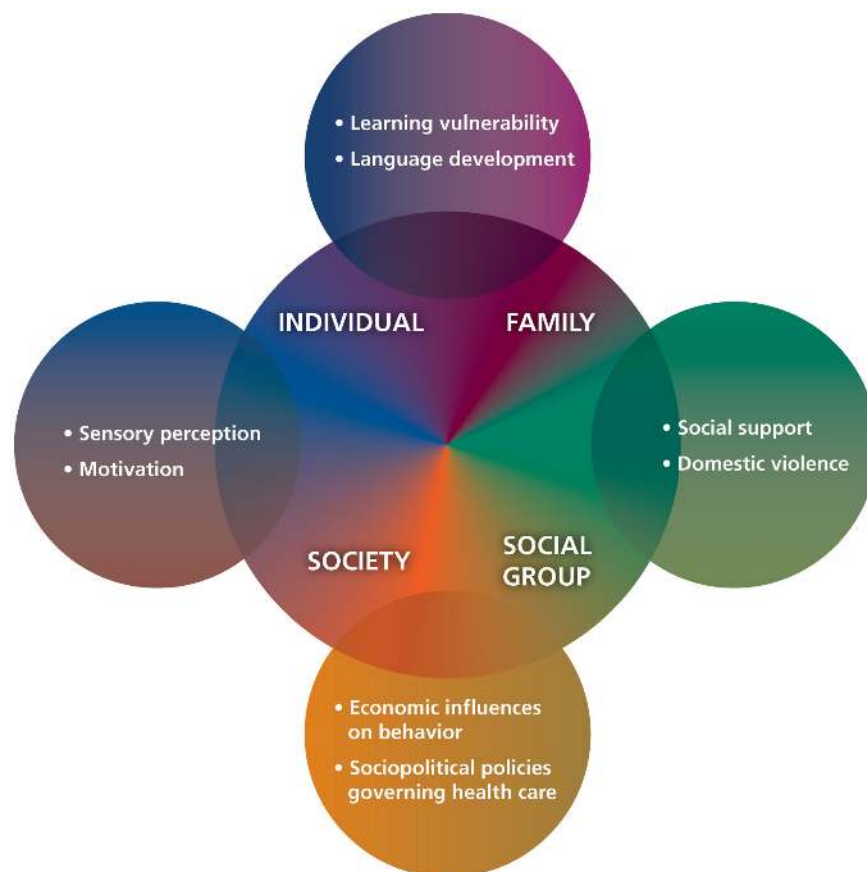 • Learning vulnerability
• Language development
INDIVIDUAL
FAMILY
• Sensory perception
• Motivation
• Social support
• Domestic violence
SOCIETY
SOCIAL
GROUP
• Economic influences
on behavior
• Sociopolitical policies
governing health care